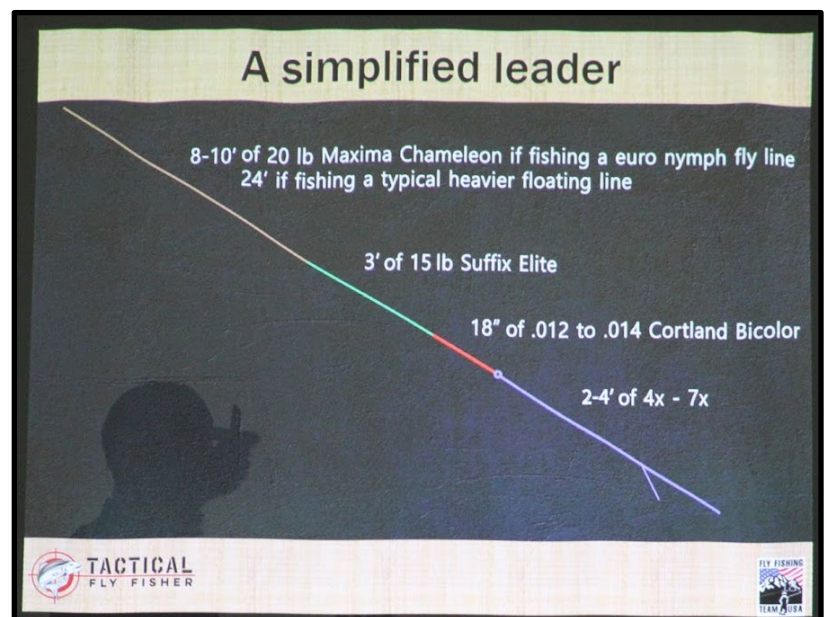 A simplified leader
8-10' of 20 lb Maxima Chameleon if fishing a euro nymph fly line
24' if fishing a typical heavier floating line
3' of 15 lb Suffix Elite
18" of .012 to .014 Cortland Bicolor
2-4' of 4x - 7x
TACTICAL
FLY FISHER
FLY FISHING
TEAM USA